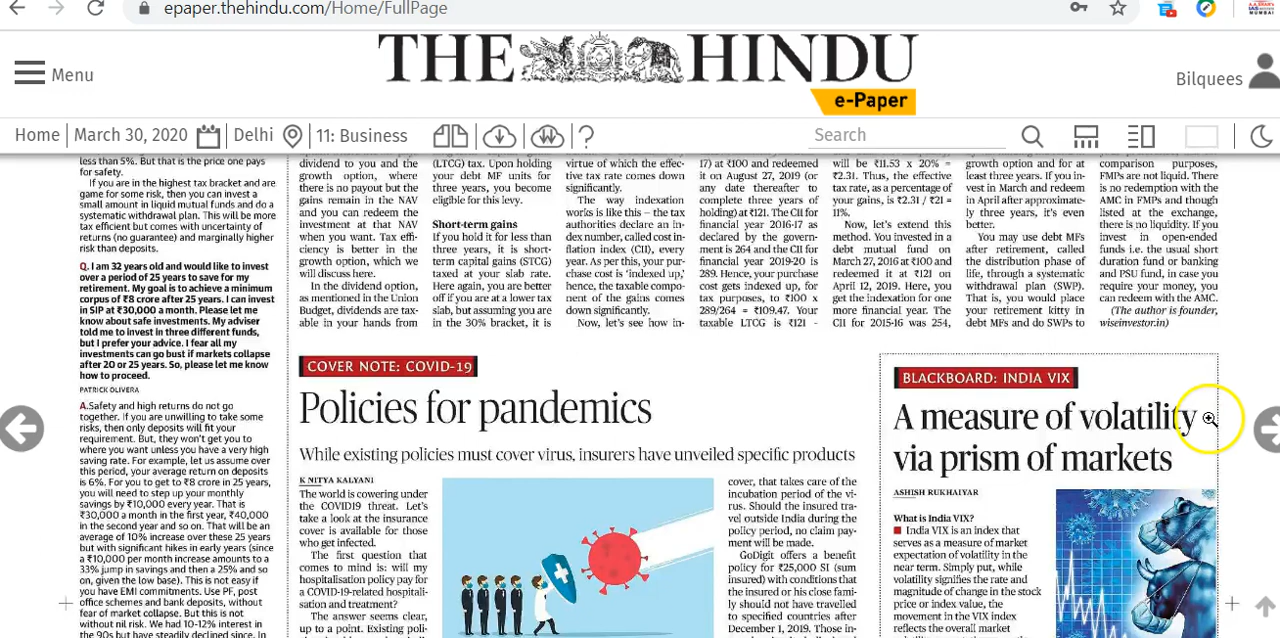 epaper.thehindu.com/Home/FullPage
THE HINDU
e-Paper
Menu
Bilquees
Home March 30, 2020 Delhi 11: Business
Search
less than 5%. But that is the price one pays
for safety.
If you are in the highest tax bracket and are
game for some risk, then you can invest a
small amount in liquid mutual funds and do a
systematic withdrawal plan. This will be more
tax efficient but comes with uncertainty of
returns (no guarantee) and marginally higher
risk than deposits.
Q. I am 32 years old and would like to invest
over a period of 25 years to save for my
retirement. My goal is to achieve a minimum
corpus of ₹8 crore after 25 years. I can invest
in SIP at ₹30,000 a month. Please let me
know about safe investments. My adviser
told me to invest in three different funds,
but I prefer your advice. I fear all my
investments can go bust if markets collapse
after 20 or 25 years. So, please let me know
how to proceed.
PATRICK OLIVERA
A.Safety and high returns do not go
together. If you are unwilling to take some
risks, then only deposits will fit your
requirement. But, they won't get you to
where you want unless you have a very high
saving rate. For example, let us assume over
this period, your average return on deposits
is 6%. For you to get to ₹8 crore in 25 years,
you will need to step up your monthly
savings by ₹10,000 every year. That is
₹30,000 a month in the first year, ₹40,000
in the second year and so on. That will be an
average of 10% increase over these 25 years
but with significant hikes in early years (since
a ₹10,000 per month increase amounts to a
33% jump in savings and then a 25% and so
on, given the low base). This is not easy if
you have EMI commitments. Use PF, post
office schemes and bank deposits, without
fear of market collapse. But this is not
without nil risk. We had 10-12% interest in
the 90s but have steadily declined since. In
dividend to you and the
growth option, where
there is no payout but the
gains remain in the NAV
and you can redeem the
investment at that NAV
when you want. Tax effi-
ciency is better in the
growth option, which we
will discuss here.
In the dividend option,
as mentioned in the Union
Budget, dividends are tax-
able in your hands from
(LTCG) tax. Upon holding
your debt MF units for
three years, you become
eligible for this levy.
Short-term gains
If you hold it for less than
three years, it is short-
term capital gains (STCG)
taxed at your slab rate.
Here again, you are better
off if you are at a lower tax
slab, but assuming you are
in the 30% bracket, it is
virtue of which the effec-
tive tax rate comes down
significantly.
The way indexation
works is like this – the tax
authorities declare an in-
dex number, called cost in-
flation index (CII), every
year. As this, your pur-
chase cost is 'indexed up,'
hence, the taxable compo-
nent of the gains comes
down significantly.
Now, let's see how in-
17) at ₹100 and redeemed
it on August 27, 2019 (or
any date thereafter to
complete three years of
holding) at ₹121. The CII for
financial year 2016-17 as
declared by the govern-
ment is 264 and the CII for
financial year 2019-20 is
289. Hence, your purchase
cost gets indexed up, for
tax purposes, to ₹100 x
289/264 = ₹109.47. Your
taxable LTCG is ₹121 -
will be ₹11.53 x 20% =
₹2.31. Thus, the effective
tax rate, as a percentage of
your gains, is ₹2.31 / ₹21 =
11%.
Now, let's extend this
method. You invested in a
debt mutual fund on
March 27, 2016 at ₹100 and
redeemed it at ₹121 on
April 12, 2019. Here, you
get the indexation for one
more financial year. The
CII for 2015-16 was 254,
growth option and for at
least three years. If you in-
vest in March and redeem
in April after approximate-
ly three years, it's even
better.
You may use debt MFs
after retirement, called
the distribution phase of
life, through a systematic
withdrawal plan (SWP).
That is, you would place
your retirement kitty in
debt MFs and do SWPs to
comparison purposes,
FMPs are not liquid. There
is no redemption with the
AMC in FMPs and though
listed at the exchange,
there is no liquidity. If you
invest in open-ended
funds i.e. the usual short
duration fund or banking
and PSU fund, in case you
require your money, you
can redeem with the AMC.
(The author is founder,
wiseinvestor.in)
COVER NOTE: COVID-19
Policies for pandemics
While existing policies must cover virus, insurers have unveiled specific products
K NITYA KALYANI
The world is cowering under
the COVID19 threat. Let's
take a look at the insurance
cover is available for those
who get infected.
The first question that
comes to mind is: will my
hospitalisation policy pay for
a COVID-19-related hospitali-
sation and treatment?
The answer seems clear,
up to a point. Existing poli-
cover, that takes care of the
incubation period of the vi-
rus. Should the insured tra-
vel outside India during the
policy period, no claim pay-
ment will be made.
GoDigit offers a benefit
policy for ₹25,000 SI (sum
insured) with conditions that
the insured or his close fami-
ly should not have travelled
to specified countries after
December 1, 2019. Those in-
BLACKBOARD: INDIA VIX
A measure of volatility
via prism of markets
ASHISH RUKHAIYAR
What is India VIX?
India VIX is an index that
serves as a measure of market
expectation of volatility in the
near term. Simply put, while
volatility signifies the rate and
magnitude of change in the stock
price or index value, the
movement in the VIX index
reflects the overall market